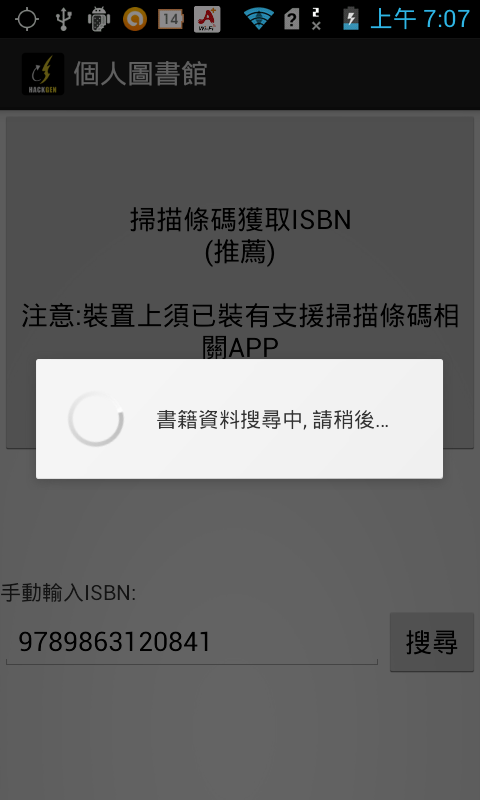 14
A+
Wi-Fi
上午 7:07
HACKGEN
個人圖書館
掃描條碼獲取ISBN
(推薦)
注意:裝置上須已裝有支援掃描條碼相
關APP
書籍資料搜尋中, 請稍後...
手動輸入ISBN:
9789863120841
搜尋